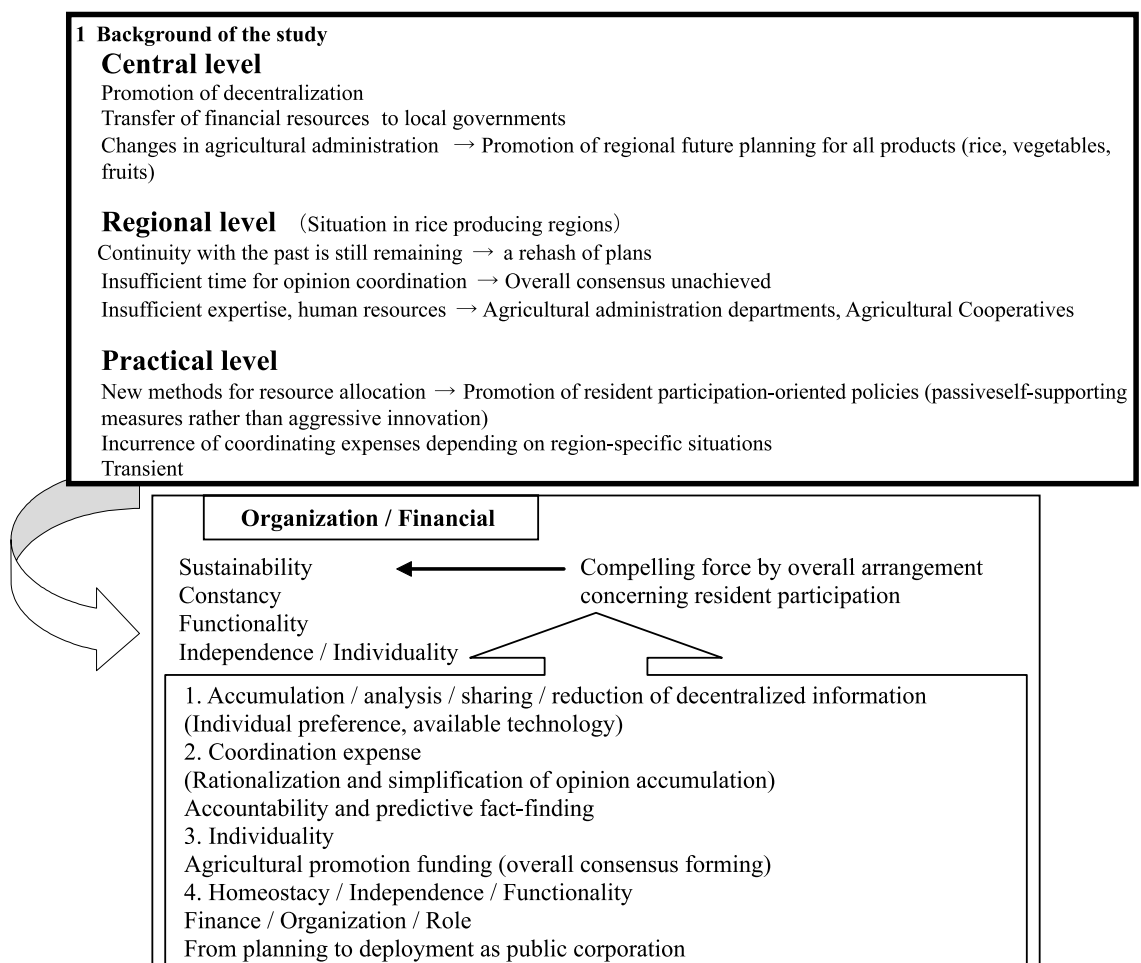 1 Background of the study
Central level
Promotion of decentralization
Transfer of financial resources to local governments
Changes in agricultural administration → Promotion of regional future planning for all products (rice, vegetables,
fruits)
Regional level （Situation in rice producing regions）
Continuity with the past is still remaining → a rehash of plans
Insufficient time for opinion coordination → Overall consensus unachieved
Insufficient expertise, human resources → Agricultural administration departments, Agricultural Cooperatives
Practical level
New methods for resource allocation → Promotion of resident participation-oriented policies (passiveself-supporting
measures rather than aggressive innovation)
Incurrence of coordinating expenses depending on region-specific situations
Transient
Organization / Financial
Sustainability
Constancy
Functionality
Independence / Individuality
Compelling force by overall arrangement
concerning resident participation
1. Accumulation / analysis / sharing / reduction of decentralized information
(Individual preference, available technology)
2. Coordination expense
(Rationalization and simplification of opinion accumulation)
Accountability and predictive fact-finding
3. Individuality
Agricultural promotion funding (overall consensus forming)
4. Homeostacy / Independence / Functionality
Finance / Organization / Role
From planning to deployment as public corporation